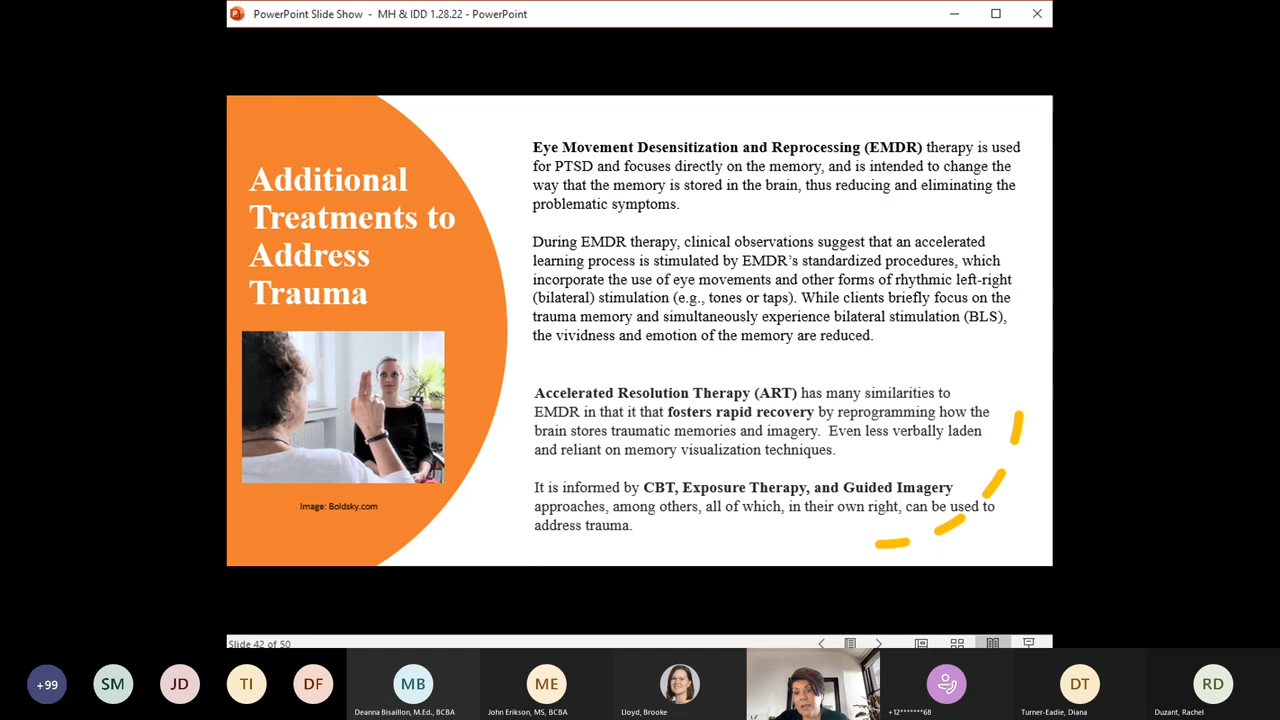 PowerPoint Slide Show - MH & IDD 1.28.22 - PowerPoint
Additional
Treatments to
Address
Trauma
Image: Boldsky.com
Eye Movement Desensitization and Reprocessing (EMDR) therapy is used
for PTSD and focuses directly on the memory, and is intended to change the
way that the memory is stored in the brain, thus reducing and eliminating the
problematic symptoms.
During EMDR therapy, clinical observations suggest that an accelerated
learning process is stimulated by EMDR’s standardized procedures, which
incorporate the use of eye movements and other forms of rhythmic left-right
(bilateral) stimulation (e.g., tones or taps). While clients briefly focus on the
trauma memory and simultaneously experience bilateral stimulation (BLS),
the vividness and emotion of the memory are reduced.
Accelerated Resolution Therapy (ART) has many similarities to
EMDR in that it that fosters rapid recovery by reprogramming how the
brain stores traumatic memories and imagery. Even less verbally laden
and reliant on memory visualization techniques.
It is informed by CBT, Exposure Therapy, and Guided Imagery
approaches, among others, all of which, in their own right, can be used to
address trauma.
Slide 42 of 50
+99
SM
JD
TI
DF
MB
Deanna Bisaillon, M.Ed., BCBA
ME
John Erikson, MS, BCBA
Lloyd, Brooke
+12*******68
DT
Turner-Eadie, Diana
RD
Duzant, Rachel